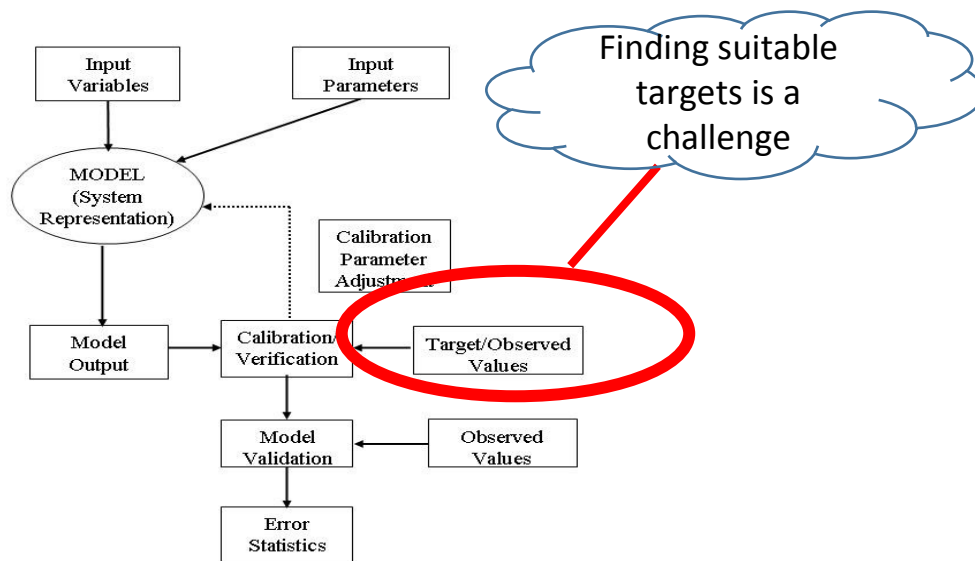 Input
Variables
Input
Parameters
Finding suitable
targets is a
challenge
MODEL
(System
Representation)
Calibration
Parameter
Adjustment
Model
Output
Calibration/
Verification
Target/Observed
Values
Model
Validation
Observed
Values
Error
Statistics